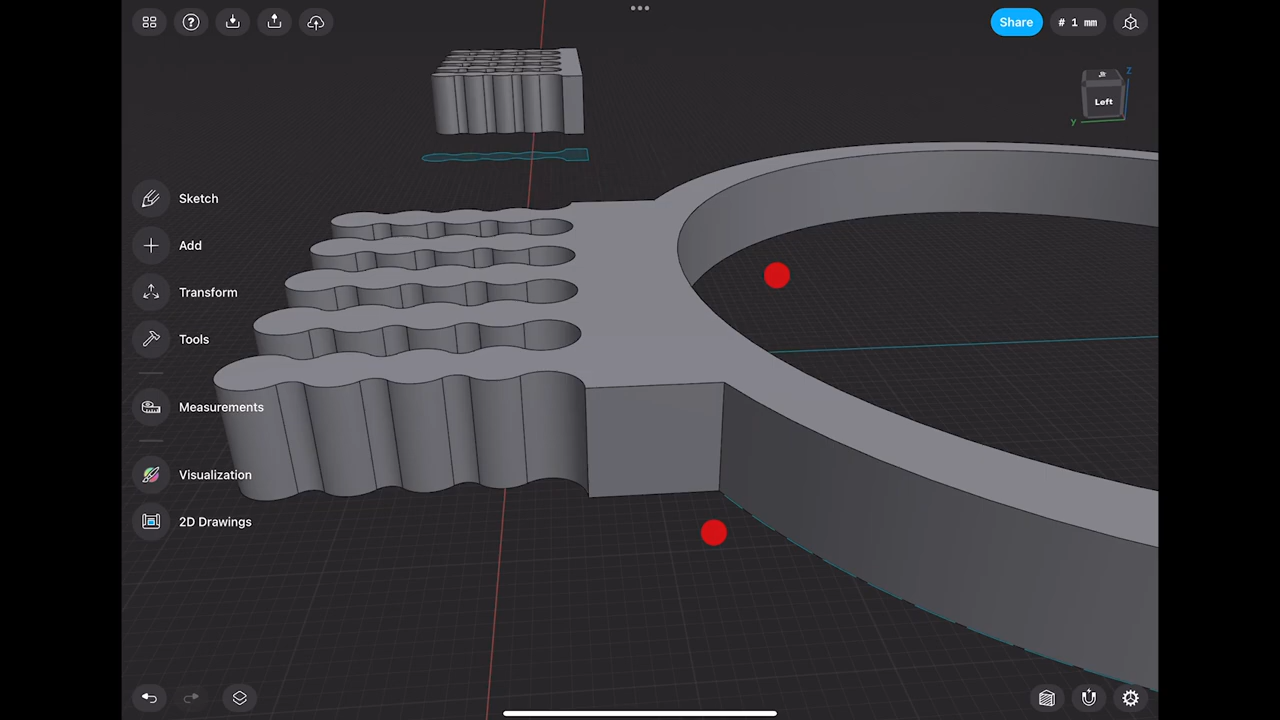 Share
# 1 mm
Z
Left
y
Sketch
Add
Transform
Tools
Measurements
Visualization
2D Drawings